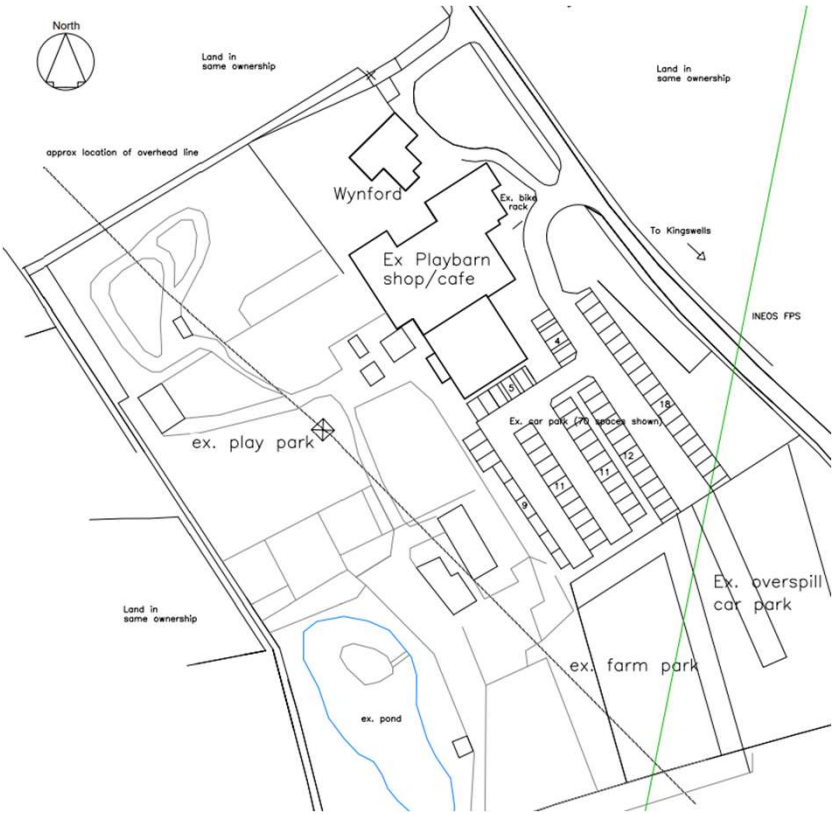 North
Land in
same ownership
Land in
same ownership
approx location of overhead line
Wynford
Ex. bike
rack
To Kingswells
Ex Playbarn
shop/cafe
INEOS FPS
4
5
18
Ex. car park (70 spaces shown)
ex. play park
12
11
11
9
Ex. overspill
car park
Land in
same ownership
ex. farm park
ex. pond